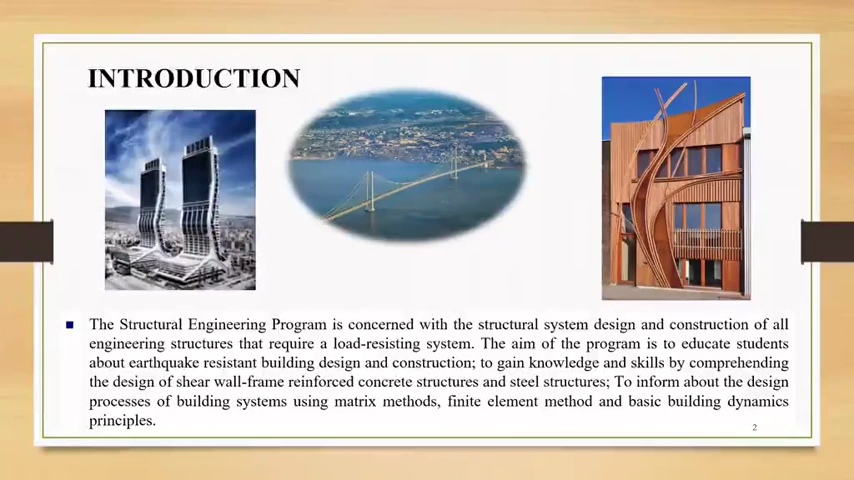 INTRODUCTION
The Structural Engineering Program is concerned with the structural system design and construction of all
engineering structures that require a load-resisting system. The aim of the program is to educate students
about earthquake resistant building design and construction; to gain knowledge and skills by comprehending
the design of shear wall-frame reinforced concrete structures and steel structures; To inform about the design
processes of building systems using matrix methods, finite element method and basic building dynamics
principles.
2